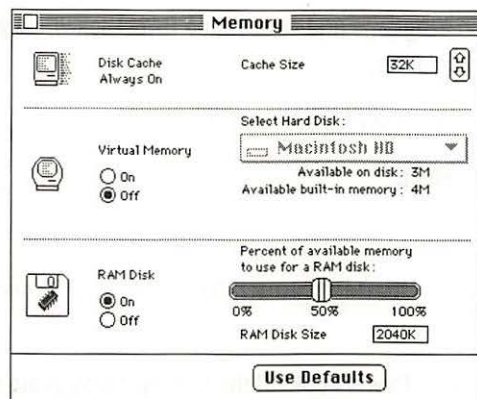 Memory
Disk Cache
Always On
Cache Size
32K
Select Hard Disk :
Macintosh HD
Virtual Memory
On
Off
Available on disk : 3M
Available built-in memory : 4M
Percent of available memory
to use for a RAM disk :
RAM Disk
On
Off
0% 50% 100%
RAM Disk Size
2040K
Use Defaults